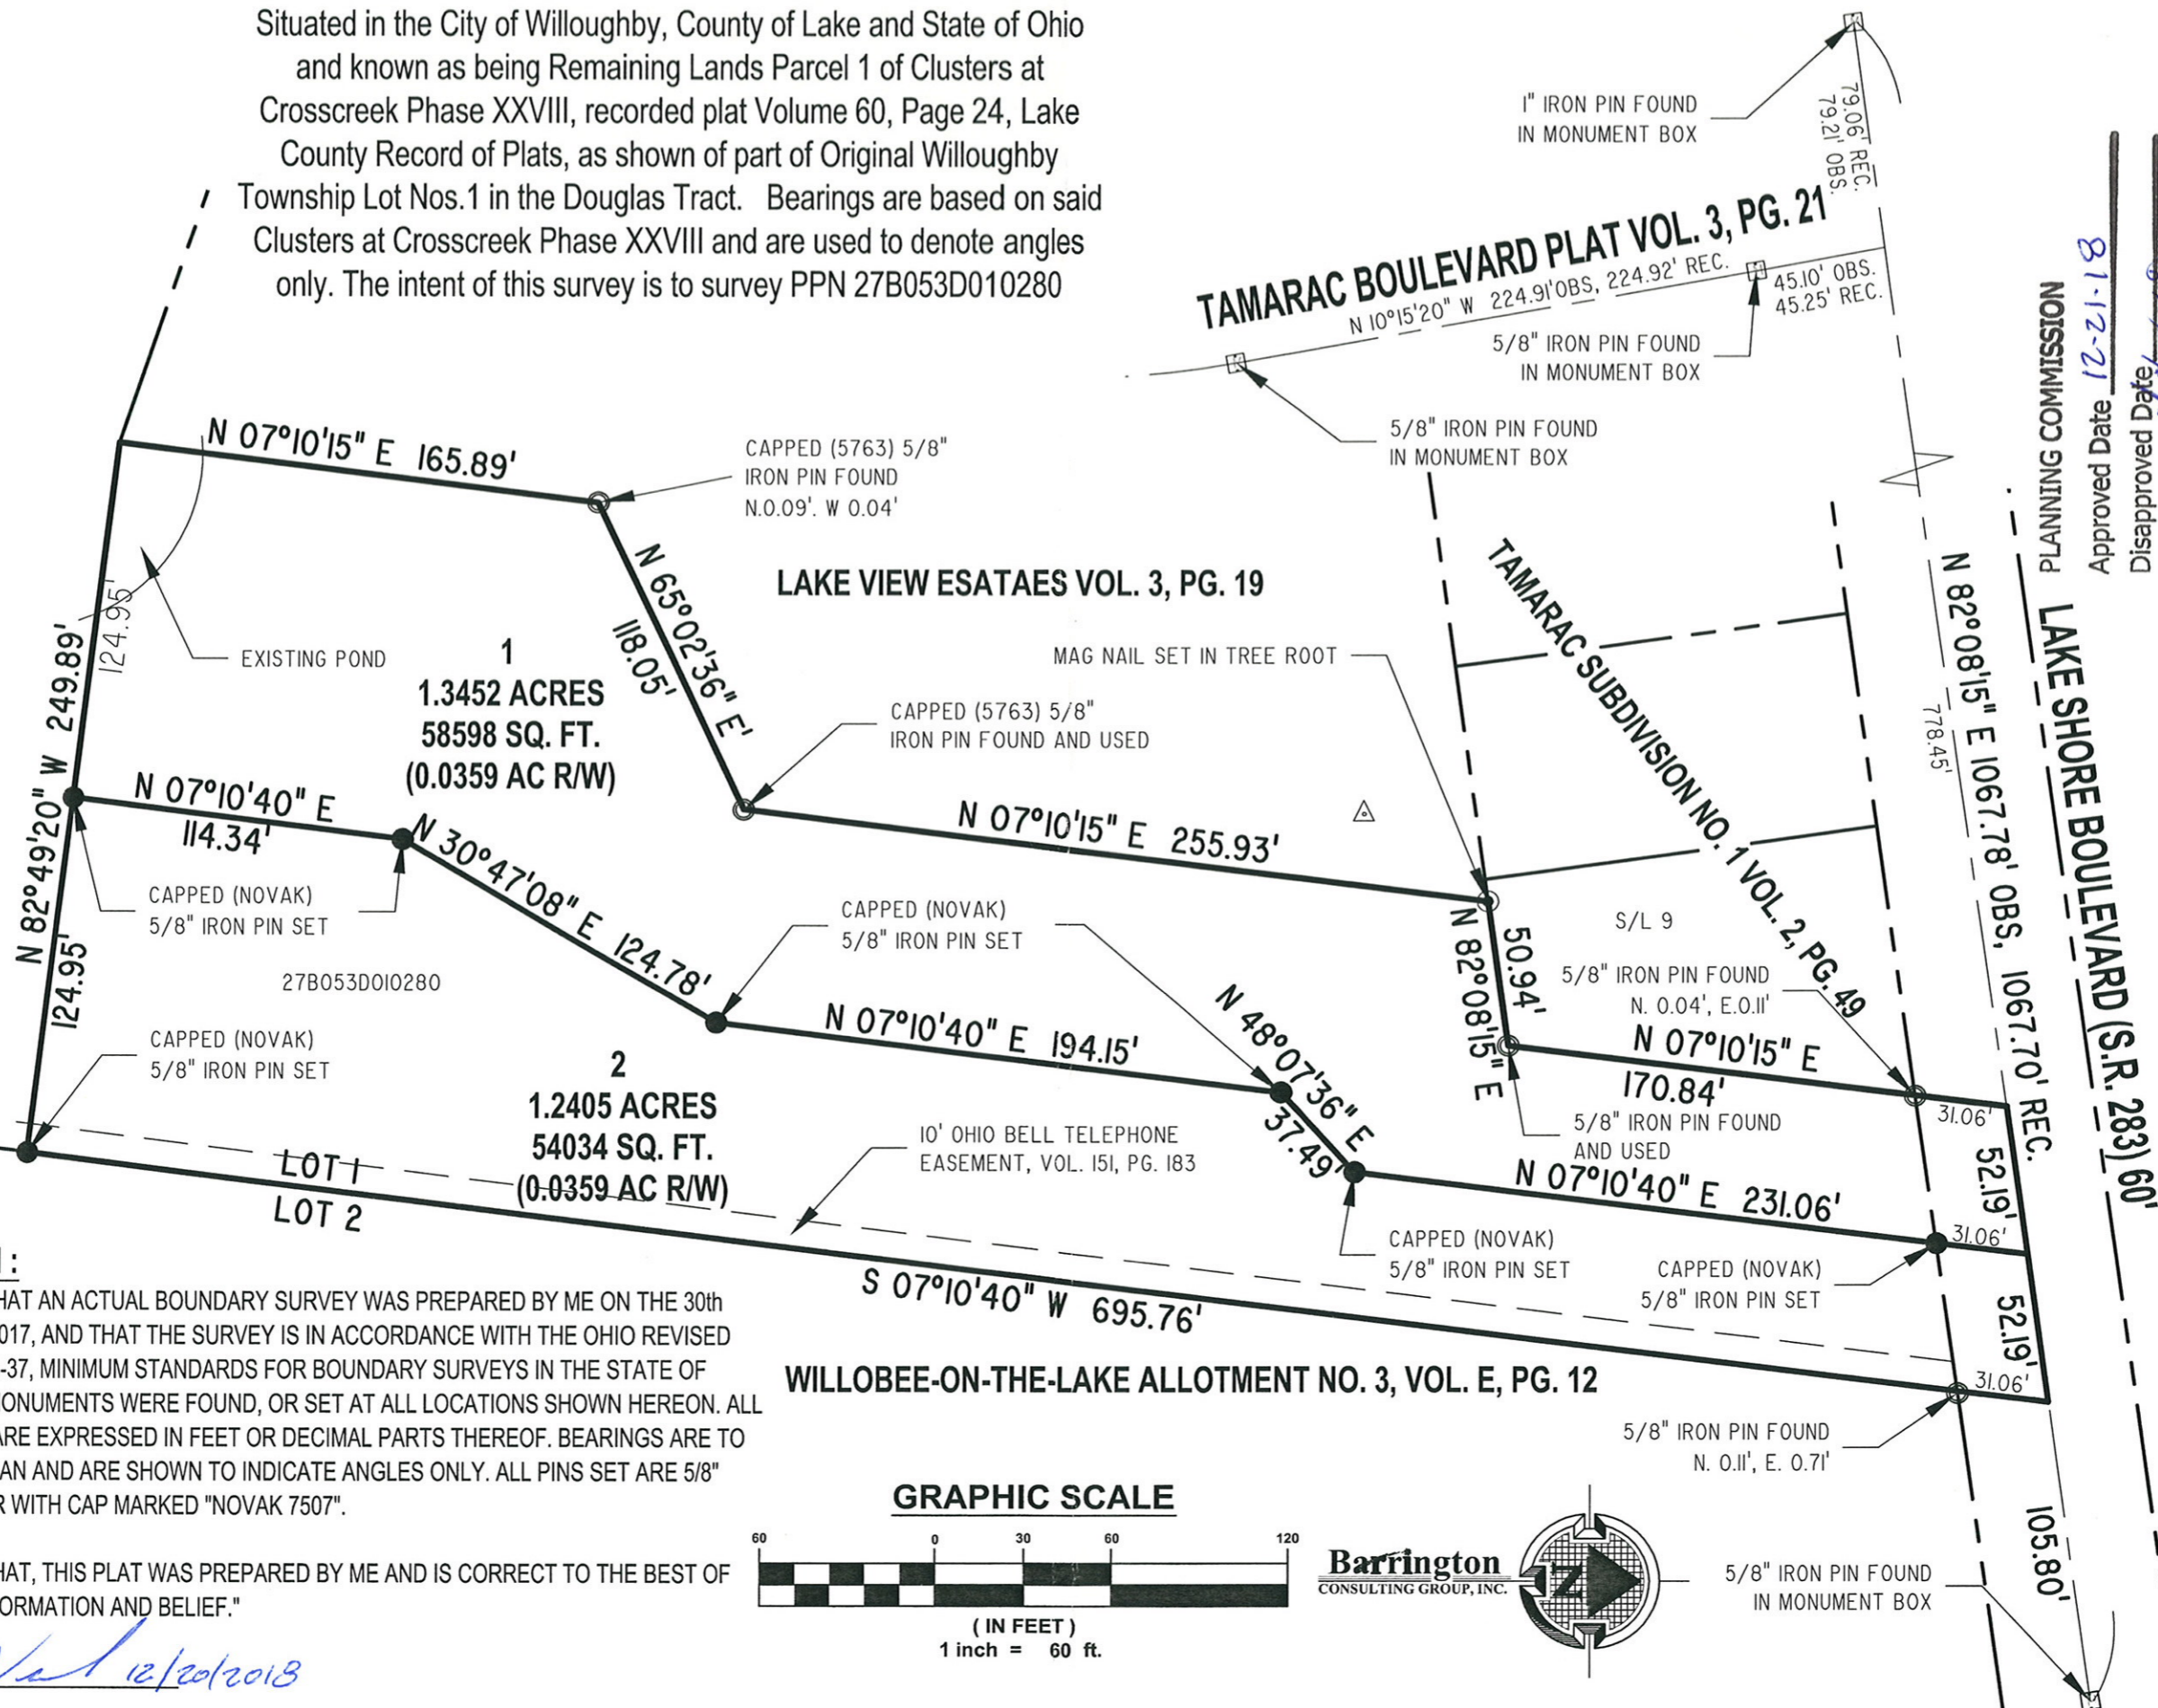 Situated in the City of Willoughby, County of Lake and State of Ohio
and known as being Remaining Lands Parcel 1 of Clusters at
Crosscreek Phase XXVIII, recorded plat Volume 60, Page 24, Lake
County Record of Plats, as shown of part of Original Willoughby
Township Lot Nos.1 in the Douglas Tract. Bearings are based on said
Clusters at Crosscreek Phase XXVIII and are used to denote angles
only. The intent of this survey is to survey PPN 27B053D010280
1" IRON PIN FOUND
IN MONUMENT BOX
79.06' REC.
79.21' OBS.
TAMARAC BOULEVARD PLAT VOL. 3, PG. 21
N 10°15'20" W 224.91'OBS, 224.92' REC.
45.10' OBS.
45.25' REC.
5/8" IRON PIN FOUND
IN MONUMENT BOX
5/8" IRON PIN FOUND
IN MONUMENT BOX
PLANNING COMMISSION
Approved Date 12-21-18
Disapproved Date
N 07°10'15" E 165.89'
CAPPED (5763) 5/8"
IRON PIN FOUND
N.0.09'. W 0.04'
N 65°02'36" E'
118.05'
LAKE VIEW ESATAES VOL. 3, PG. 19
124.95'
EXISTING POND
1
1.3452 ACRES
58598 SQ. FT.
(0.0359 AC R/W)
MAG NAIL SET IN TREE ROOT
CAPPED (5763) 5/8"
IRON PIN FOUND AND USED
TAMARAC SUBDIVISION NO. 1 VOL. 2, PG. 49
N 82°08'15" E 1067.78' OBS, 1067.70' REC.
778.45'
LAKE SHORE BOULEVARD (S.R. 283) 60'
N 82°49'20" W 249.89'
N 07°10'40" E
114.34'
N 30°47'08" E 124.78'
N 07°10'15" E 255.93'
CAPPED (NOVAK)
5/8" IRON PIN SET
CAPPED (NOVAK)
5/8" IRON PIN SET
S/L 9
50.94'
N 82°08'15" E
5/8" IRON PIN FOUND
N. 0.04', E.0.11'
27B053D010280
124.95'
CAPPED (NOVAK)
5/8" IRON PIN SET
N 07°10'40" E 194.15'
N 48°07'36" E
37.49'
N 07°10'15" E
170.84'
31.06'
5/8" IRON PIN FOUND
AND USED
2
1.2405 ACRES
54034 SQ. FT.
(0.0359 AC R/W)
10' OHIO BELL TELEPHONE
EASEMENT, VOL. 151, PG. 183
52.19'
N 07°10'40" E 231.06'
31.06'
LOT 1
LOT 2
CAPPED (NOVAK)
5/8" IRON PIN SET
CAPPED (NOVAK)
5/8" IRON PIN SET
S 07°10'40" W 695.76'
52.19'
31.06'
WILLOBEE-ON-THE-LAKE ALLOTMENT NO. 3, VOL. E, PG. 12
5/8" IRON PIN FOUND
N. 0.11', E. 0.71'
105.80'
5/8" IRON PIN FOUND
IN MONUMENT BOX
HAT AN ACTUAL BOUNDARY SURVEY WAS PREPARED BY ME ON THE 30th
017, AND THAT THE SURVEY IS IN ACCORDANCE WITH THE OHIO REVISED
-37, MINIMUM STANDARDS FOR BOUNDARY SURVEYS IN THE STATE OF
ONUMENTS WERE FOUND, OR SET AT ALL LOCATIONS SHOWN HEREON. ALL
ARE EXPRESSED IN FEET OR DECIMAL PARTS THEREOF. BEARINGS ARE TO
AN AND ARE SHOWN TO INDICATE ANGLES ONLY. ALL PINS SET ARE 5/8"
R WITH CAP MARKED "NOVAK 7507".
HAT, THIS PLAT WAS PREPARED BY ME AND IS CORRECT TO THE BEST OF
ORMATION AND BELIEF."
12/20/2018
GRAPHIC SCALE
60 0 30 60 120
( IN FEET )
1 inch = 60 ft.
Barrington
CONSULTING GROUP, INC.
N